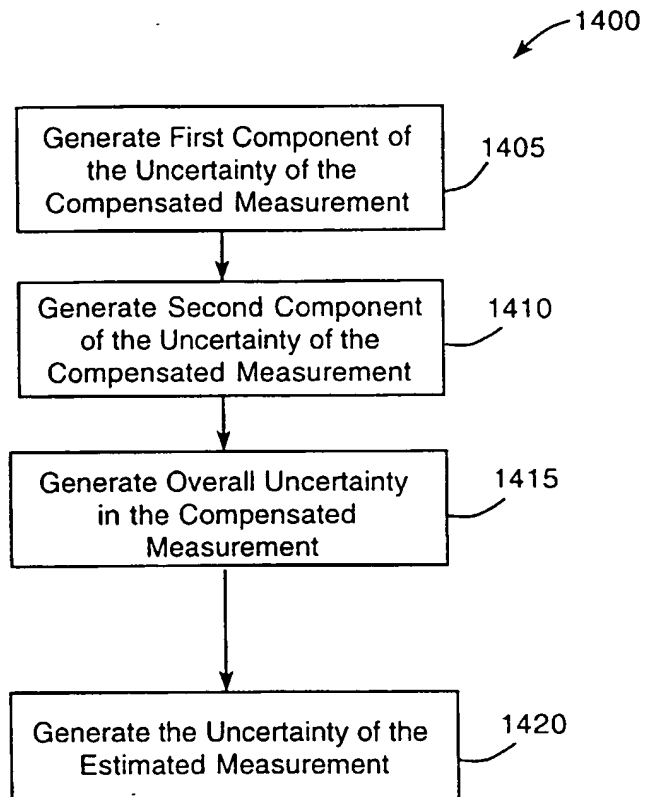 1400
Generate First Component of
the Uncertainty of the
Compensated Measurement
1405
Generate Second Component
of the Uncertainty of the
Compensated Measurement
1410
Generate Overall Uncertainty
in the Compensated
Measurement
1415
Generate the Uncertainty of the
Estimated Measurement
1420